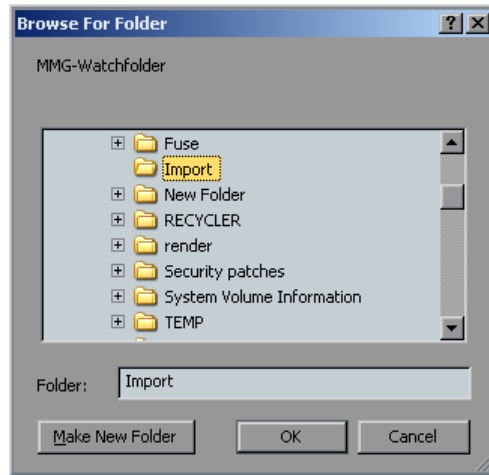 Browse For Folder
MMG-Watchfolder
Fuse
Import
New Folder
RECYCLER
render
Security patches
System Volume Information
TEMP
Folder: Import
Make New Folder OK Cancel